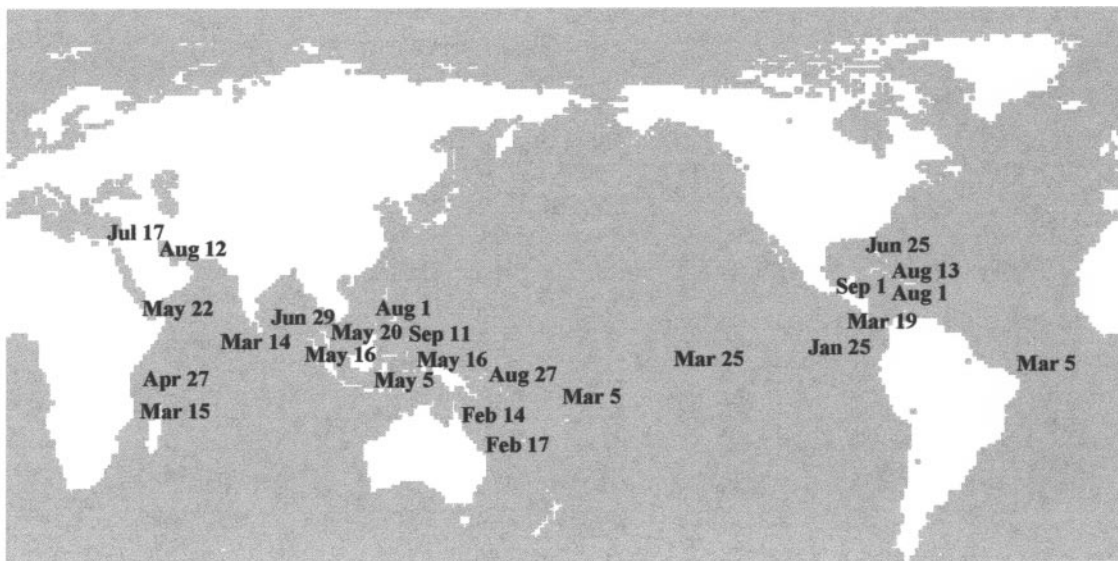 Jul 17
Aug 12
Jun 25
Aug 13
Sep 1
Aug 1
May 22
Aug 1
Jun 29
Mar 19
May 20
Sep 11
Mar 14
Jan 25
May 16
May 16
Mar 25
Mar 5
Apr 27
May 5
Aug 27
Mar 5
Mar 15
Feb 14
Feb 17